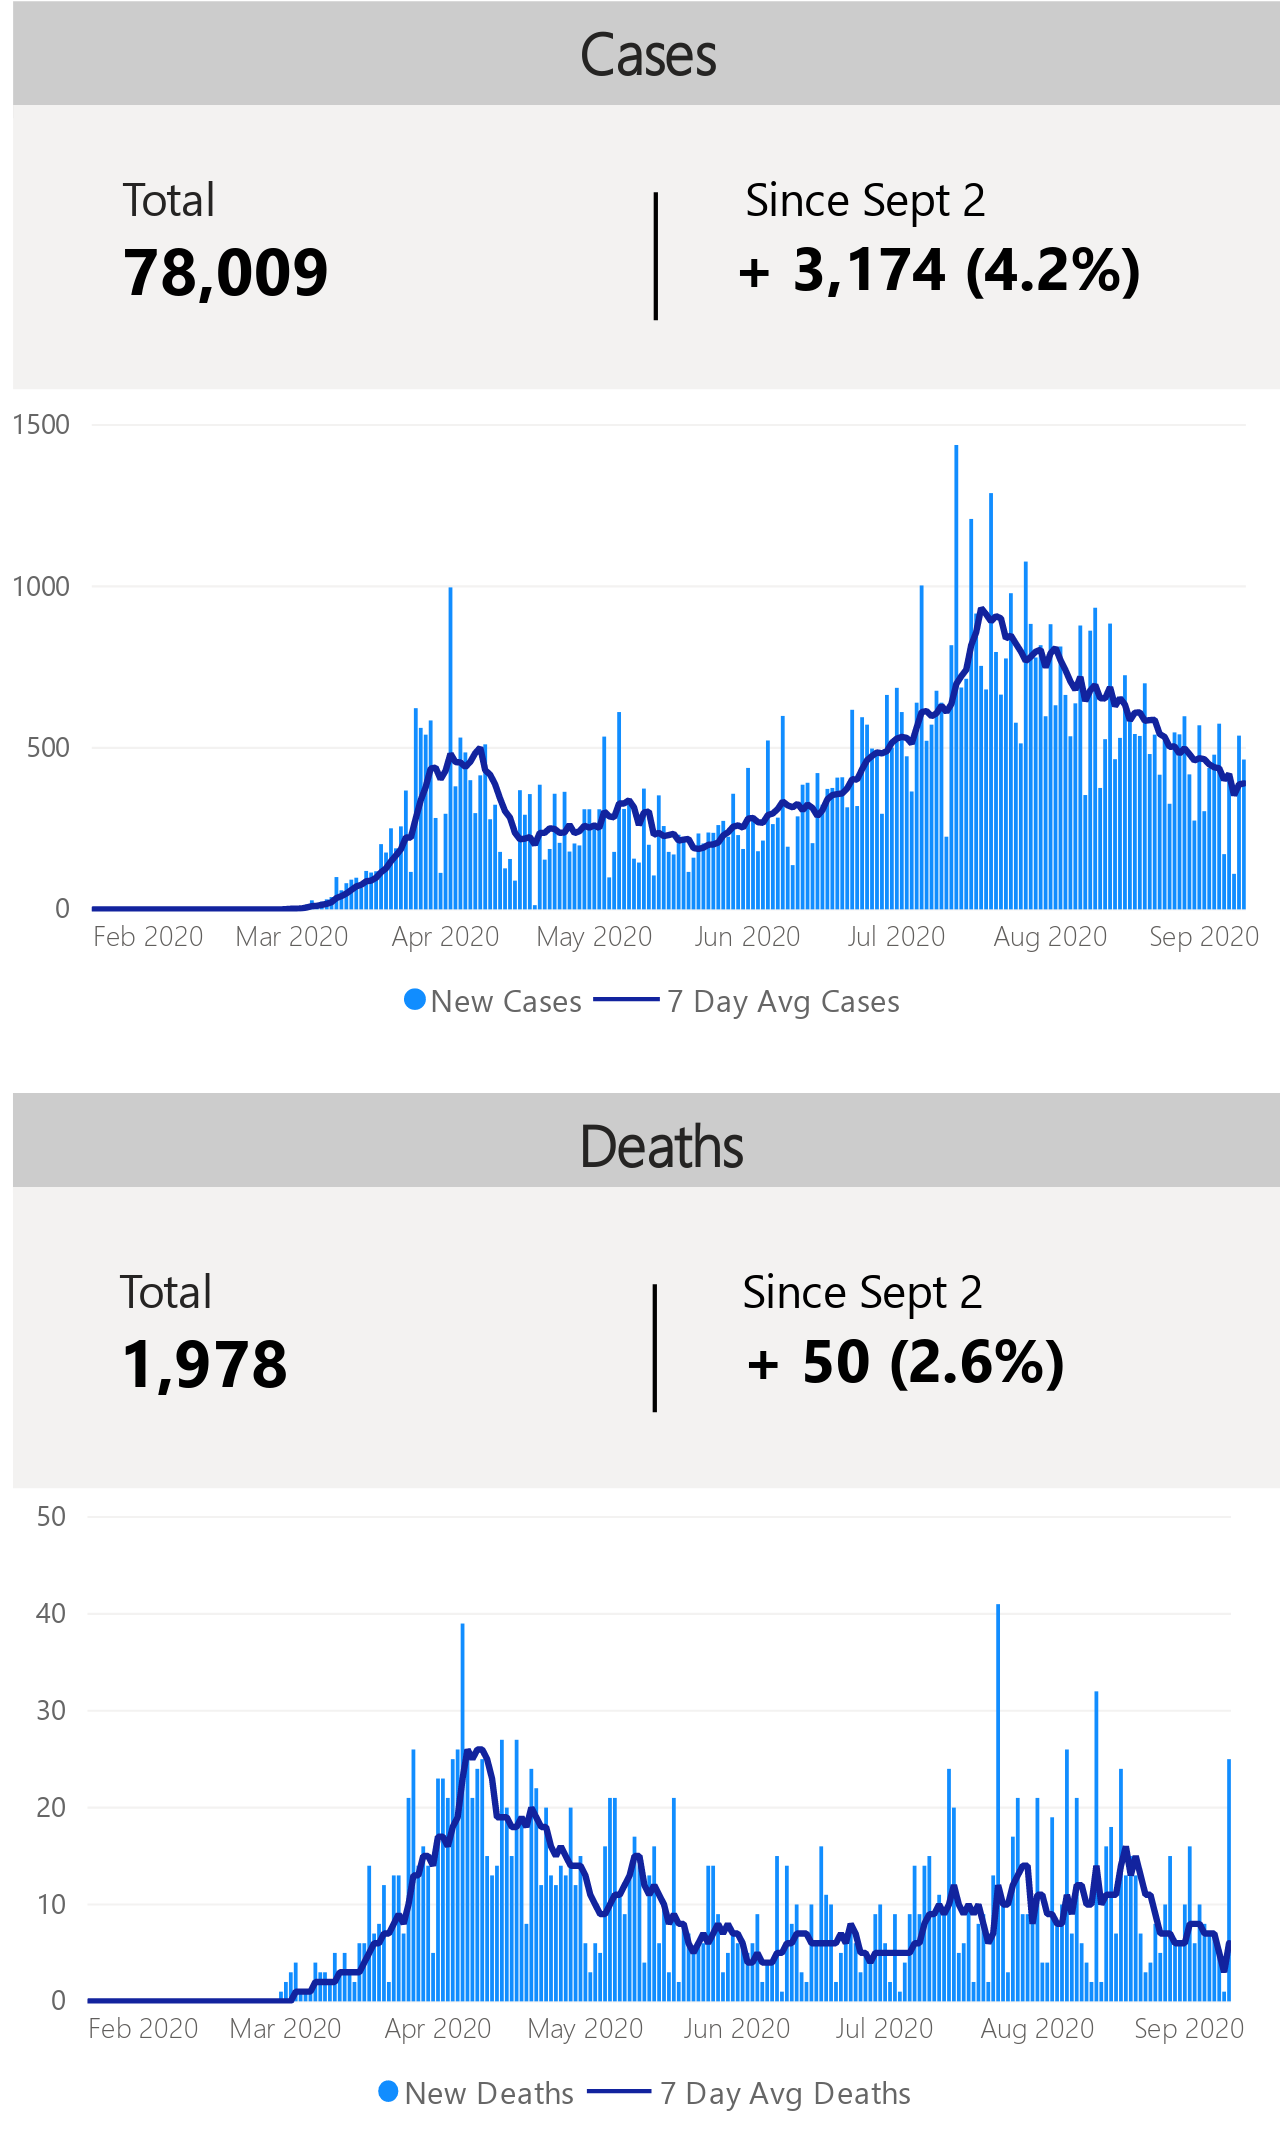 Cases
Total
Since Sept 2
78,009
+ 3,174 (4.2%)
1500
1000
500
0
Feb 2020 Mar 2020 Apr 2020 May 2020 Jun 2020 Jul 2020 Aug 2020 Sep 2020
New Cases 7 Day Avg Cases
Deaths
Total
Since Sept 2
1,978
+ 50 (2.6%)
50
40
30
20
10
0
Feb 2020 Mar 2020 Apr 2020 May 2020 Jun 2020 Jul 2020 Aug 2020 Sep 2020
New Deaths 7 Day Avg Deaths